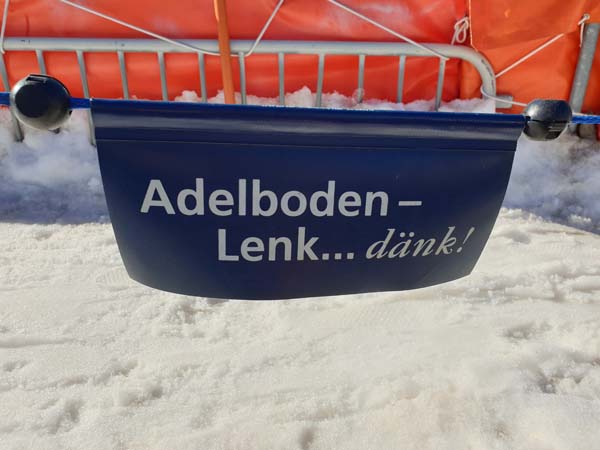 Adelboden –
Lenk... dänk!